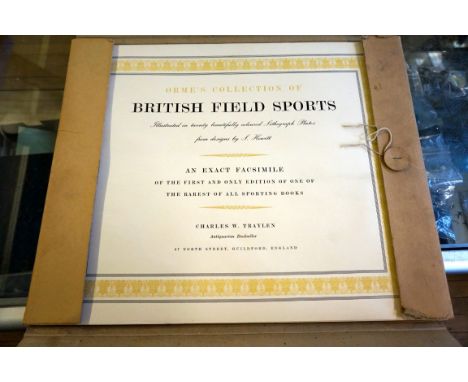 ORME'S COLLECTION OF
BRITISH FIELD SPORTS
Illustrated in twenty beautifully coloured Lithograph Plates
from designs by S. Howitt
AN EXACT FACSIMILE
OF THE FIRST AND ONLY EDITION OF ONE OF
THE RAREST OF ALL SPORTING BOOKS
CHARLES W. TRAYLEN
Antiquarian Bookseller
87 NORTH STREET, GUILDFORD, ENGLAND